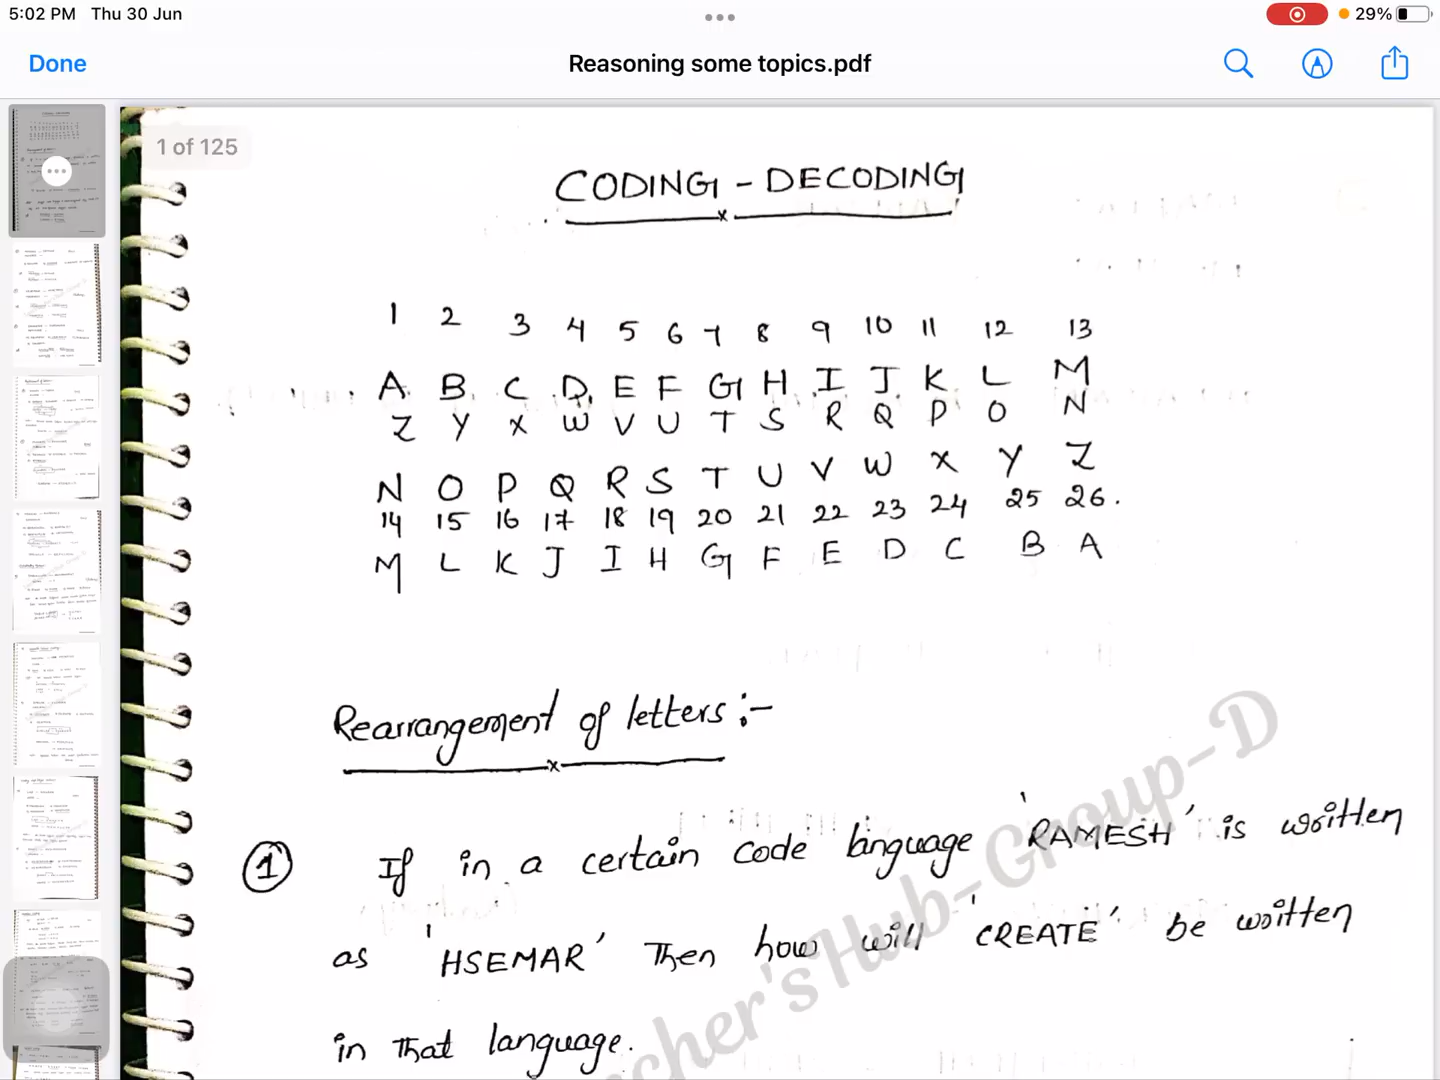 5:02 PM Thu 30 Jun
29%
Done
Reasoning some topics.pdf
1 of 125
CODING - DECODING
1 2 3 4 5 6 7 8 9 10 11 12 13
A B C D E F G H I J K L M
Z Y X W V U T S R Q P O N
N O P Q R S T U V W X Y Z
14 15 16 17 18 19 20 21 22 23 24 25 26.
M L K J I H G F E D C B A
Rearrangement of letters :-
1 If in a certain code language 'RAMESH' is written
as 'HSEMAR' Then how will 'CREATE' be written
in that language.
cher's Hub-Group-D